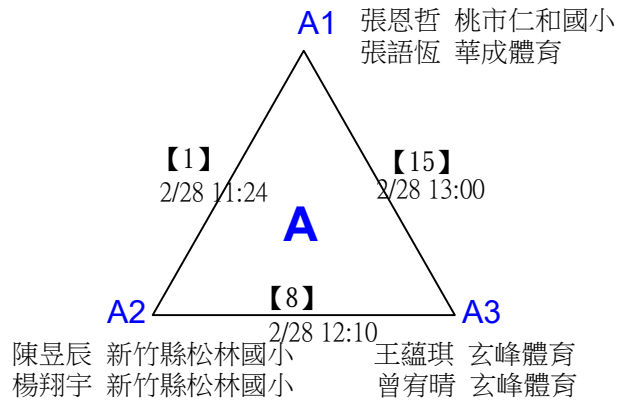 A1 張恩哲 桃市仁和國小
張語恆 華成體育
【1】
2/28 11:24
【15】
2/28 13:00
A
【8】
2/28 12:10
A2
A3
陳昱辰 新竹縣松林國小
楊翔宇 新竹縣松林國小
王蘊琪 玄峰體育
曾宥晴 玄峰體育